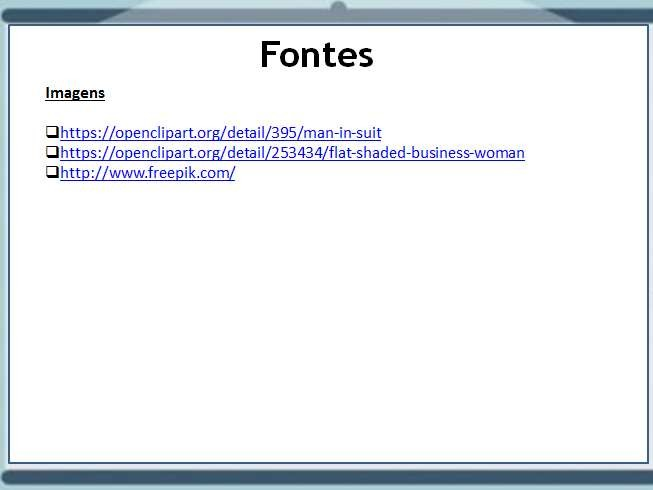 Fontes
Imagens
❑https://openclipart.org/detail/395/man-in-suit
❑https://openclipart.org/detail/253434/flat-shaded-business-woman
❑http://www.freepik.com/